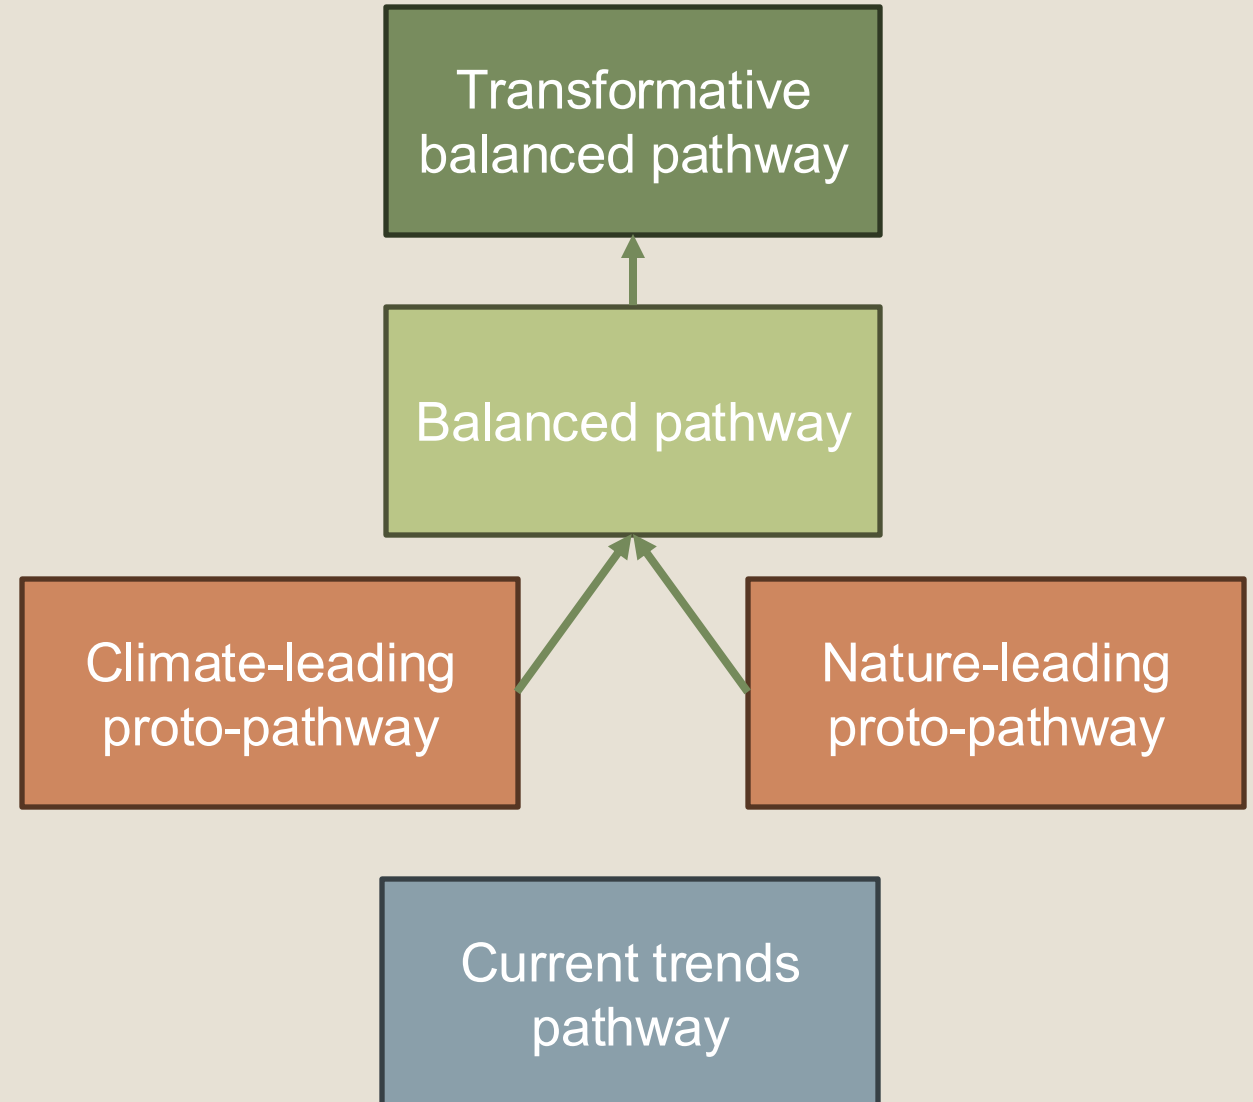 Transformative
balanced pathway
Balanced pathway
Climate-leading
proto-pathway
Nature-leading
proto-pathway
Current trends
pathway